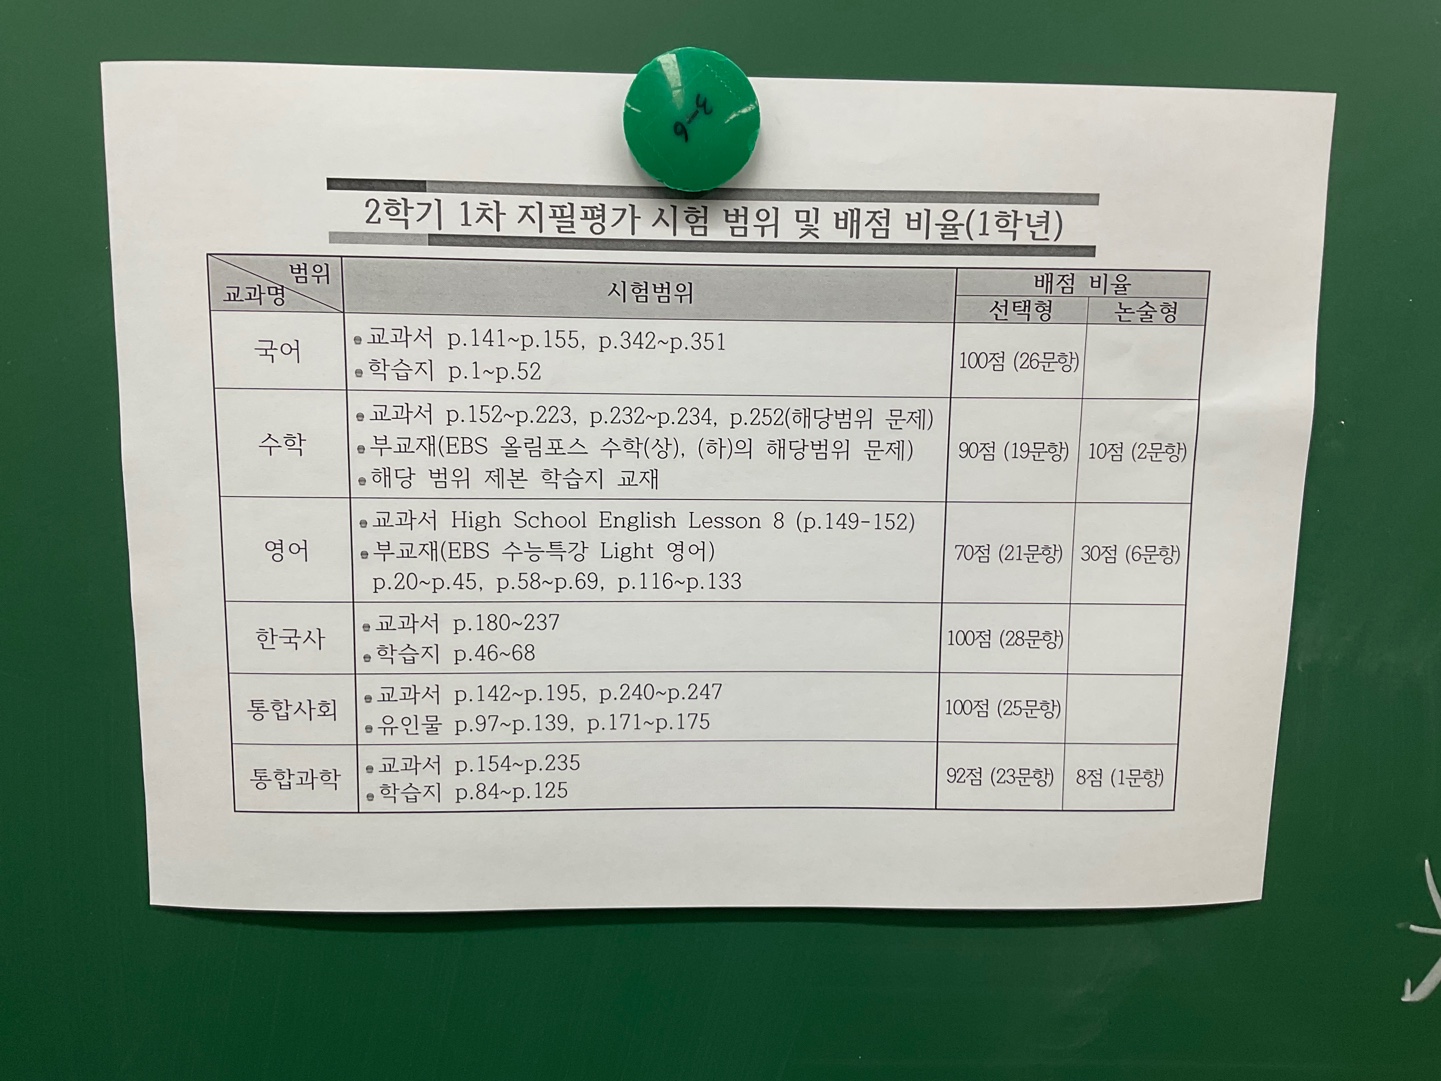 3-6
2학기 1차 지필평가 시험 범위 및 배점 비율(1학년)
범위
교과명
시험범위
배점 비율
선택형
논술형
국어
교과서 p.141~p.155, p.342~p.351
학습지 p.1~p.52
100점 (26문항)
수학
교과서 p.152~p.223, p.232~p.234, p.252(해당범위 문제)
부교재(EBS 올림포스 수학(상), (하)의 해당범위 문제)
해당 범위 제본 학습지 교재
90점 (19문항)
10점 (2문항)
영어
교과서 High School English Lesson 8 (p.149-152)
부교재(EBS 수능특강 Light 영어)
p.20~p.45, p.58~p.69, p.116~p.133
70점 (21문항)
30점 (6문항)
한국사
교과서 p.180~237
학습지 p.46~68
100점 (28문항)
통합사회
교과서 p.142~p.195, p.240~p.247
유인물 p.97~p.139, p.171~p.175
100점 (25문항)
통합과학
교과서 p.154~p.235
학습지 p.84~p.125
92점 (23문항)
8점 (1문항)